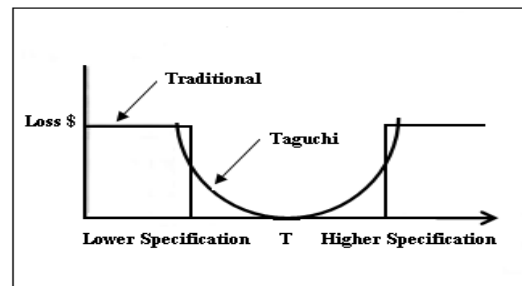 Traditional
Loss $
Taguchi
Lower Specification T Higher Specification